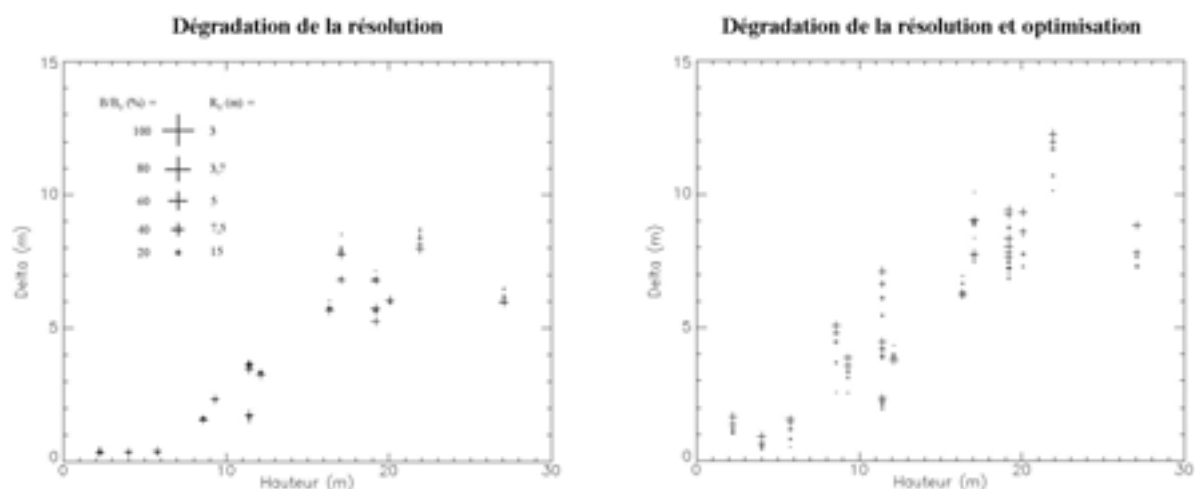 Dégradation de la résolution
15
10
5
0
0 10 20 30
Delta (m)
Hauteur (m)
B/B₀ (%) = R₀ (m) =
100 3
80 3,7
60 5
40 7,5
20 15
Dégradation de la résolution et optimisation
15
10
5
0
0 10 20 30
Delta (m)
Hauteur (m)